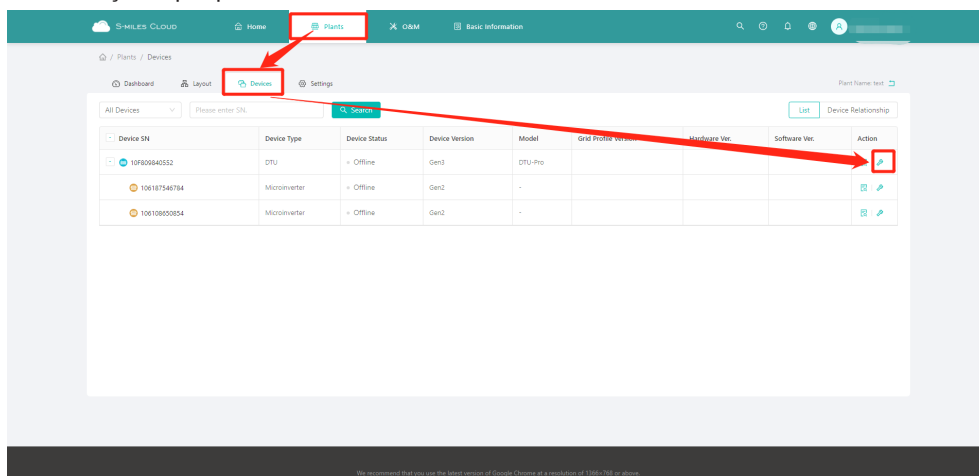 S-MILES CLOUD Home Plants O&M Basic Information
/ Plants / Devices
Dashboard Layout Devices Settings Plant Name: text
All Devices Please enter SN. Search List Device Relationship
Device SN Device Type Device Status Device Version Model Grid Profile Version Hardware Ver. Software Ver. Action
10F809840552 DTU Offline Gen3 DTU-Pro
106187546784 Microinverter Offline Gen2 -
106108650854 Microinverter Offline Gen2 -
We recommend that you use the latest version of Google Chrome at a resolution of 1366×768 or above.